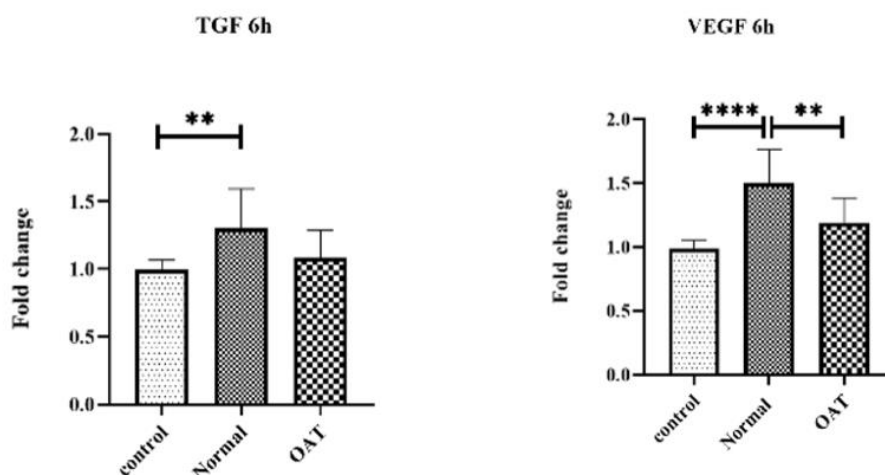 TGF 6h
**
2.0
1.5
1.0
0.5
0.0
Fold change
control
Normal
OAT
VEGF 6h
**** **
2.0
1.5
1.0
0.5
0.0
Fold change
control
Normal
OAT